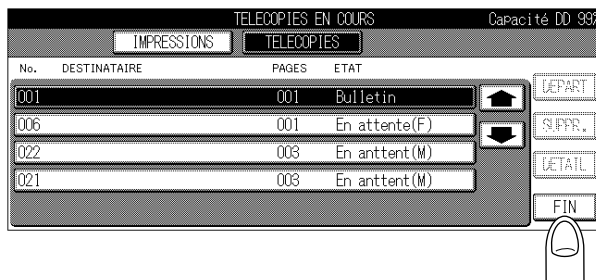 TELECOPIES EN COURS Capacité DD 99%
IMPRESSIONS TELECOPIES
No. DESTINATAIRE PAGES ETAT
001 001 Bulletin
DEPART
006 001 En attente(F)
SUPPR.
022 003 En anttent(M)
DETAIL
021 003 En anttent(M)
FIN